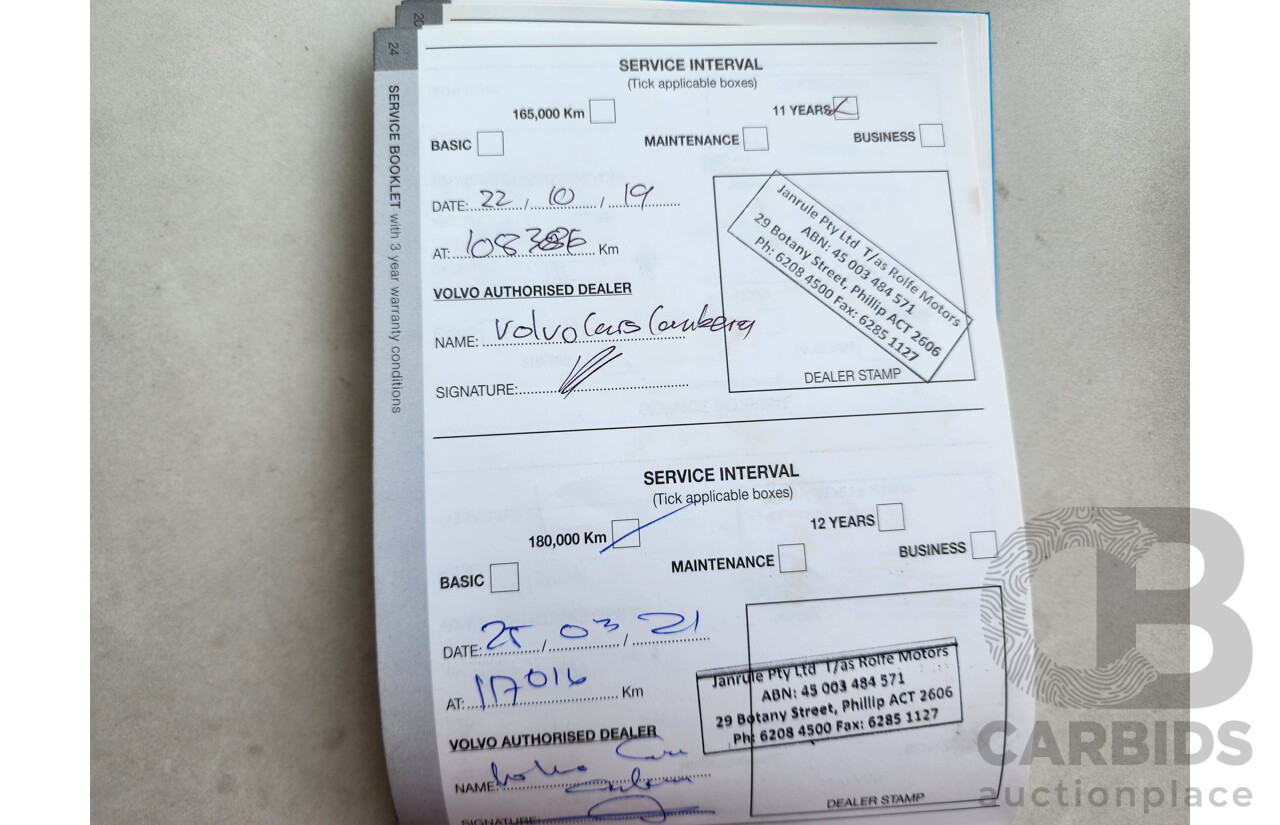 20
24
SERVICE BOOKLET with 3 year warranty conditions
SERVICE INTERVAL
(Tick applicable boxes)
165,000 Km
11 YEARS
BASIC
MAINTENANCE
BUSINESS
DATE: 22 / 10 / 19
AT: 108386 Km
VOLVO AUTHORISED DEALER
NAME: Volvo Cars Canberra
SIGNATURE:
Janrule Pty Ltd T/as Rolfe Motors
ABN: 45 003 484 571
29 Botany Street, Phillip ACT 2606
Ph: 6208 4500 Fax: 6285 1127
DEALER STAMP
SERVICE INTERVAL
(Tick applicable boxes)
180,000 Km
12 YEARS
BASIC
MAINTENANCE
BUSINESS
DATE: 25 / 03 / 21
AT: 117016 Km
VOLVO AUTHORISED DEALER
NAME: Volvo Cars
SIGNATURE:
Janrule Pty Ltd T/as Rolfe Motors
ABN: 45 003 484 571
29 Botany Street, Phillip ACT 2606
Ph: 6208 4500 Fax: 6285 1127
DEALER STAMP
CB
CARBIDS
auctionplace